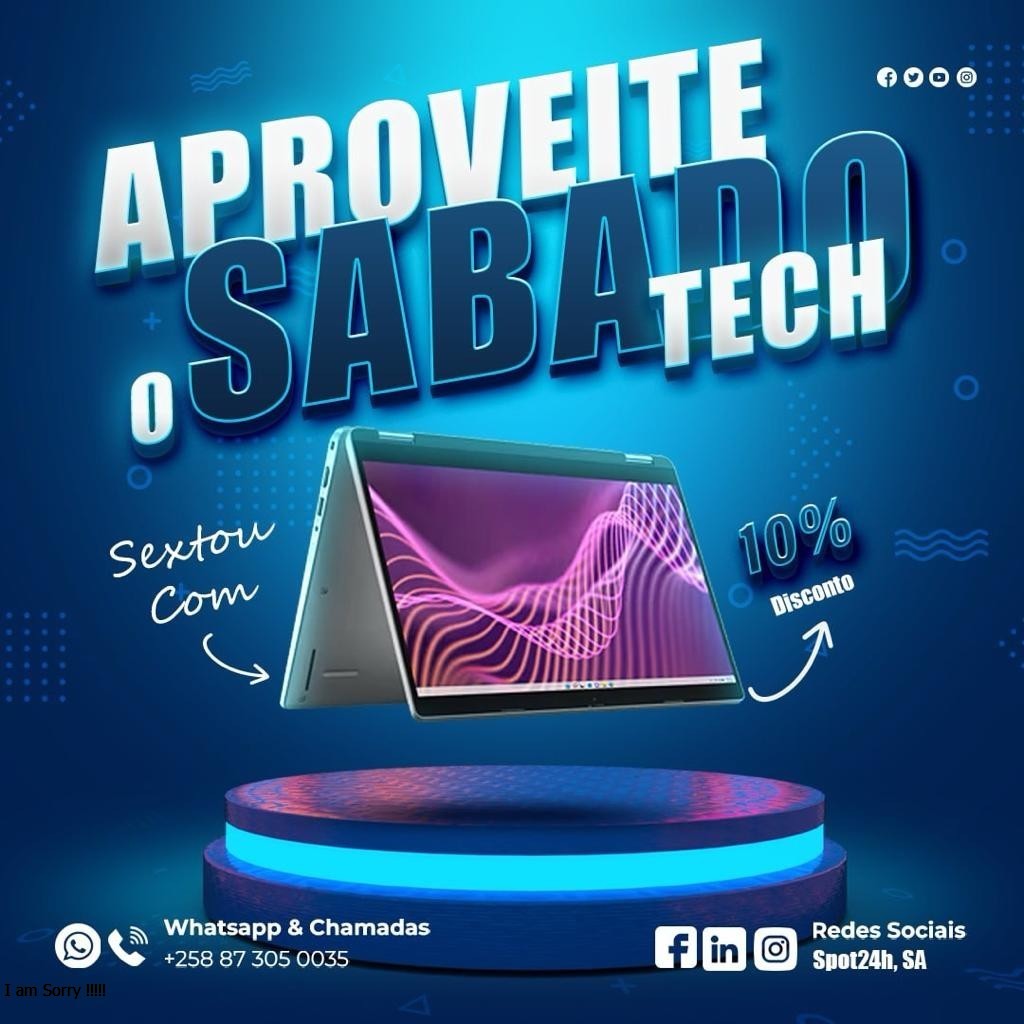 APROVEITE
O SABADO
TECH
Sextou
Com
10%
Disconto
Whatsapp & Chamadas
+258 87 305 0035
Redes Sociais
Spot24h, SA
I am Sorry !!!!!